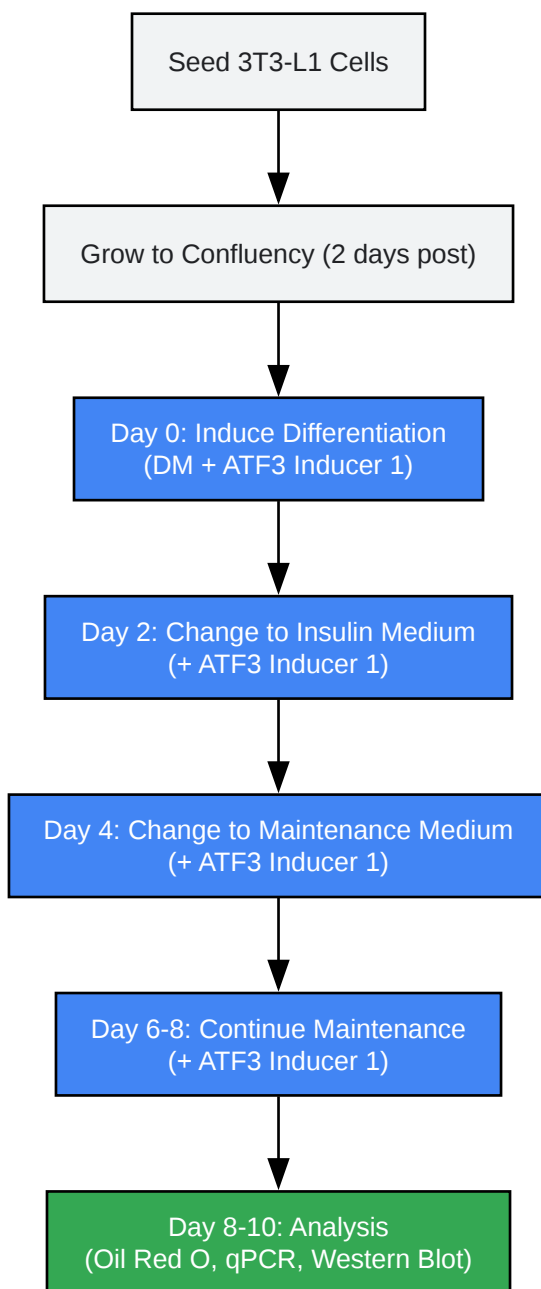 Seed 3T3-L1 Cells
Grow to Confluency (2 days post)
Day 0: Induce Differentiation
(DM + ATF3 Inducer 1)
Day 2: Change to Insulin Medium
(+ ATF3 Inducer 1)
Day 4: Change to Maintenance Medium
(+ ATF3 Inducer 1)
Day 6-8: Continue Maintenance
(+ ATF3 Inducer 1)
Day 8-10: Analysis
(Oil Red O, qPCR, Western Blot)